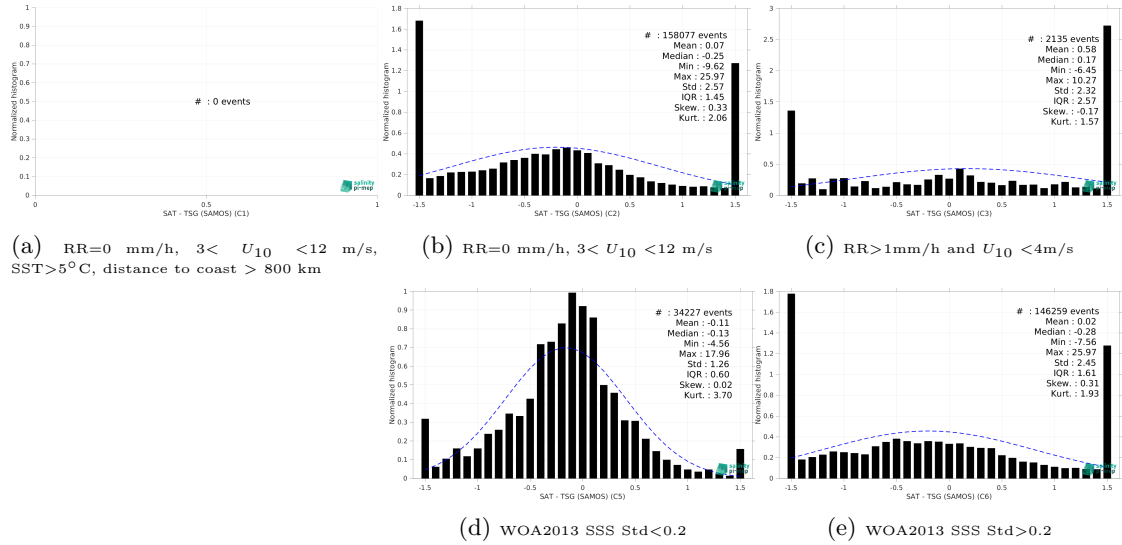 1
0.9
0.8
0.7
0.6
0.5
0.4
0.3
0.2
0.1
0
Normalized histogram
# : 0 events
salinity
pi-mep
0 0.5 1
SAT - TSG (SAMOS) (C1)
(a) RR=0 mm/h, 3< U10 <12 m/s,
SST>5°C, distance to coast > 800 km
1.8
1.6
1.4
1.2
1
0.8
0.6
0.4
0.2
0
Normalized histogram
# : 158077 events
Mean : 0.07
Median : -0.25
Min : -9.62
Max : 25.97
Std : 2.57
IQR : 1.45
Skew. : 0.33
Kurt. : 2.06
salinity
pi-mep
-1.5 -1 -0.5 0 0.5 1 1.5
SAT - TSG (SAMOS) (C2)
(b) RR=0 mm/h, 3< U10 <12 m/s
3
2.5
2
1.5
1
0.5
0
Normalized histogram
# : 2135 events
Mean : 0.58
Median : 0.17
Min : -6.45
Max : 10.27
Std : 2.32
IQR : 2.57
Skew. : -0.17
Kurt. : 1.57
salinity
pi-mep
-1.5 -1 -0.5 0 0.5 1 1.5
SAT - TSG (SAMOS) (C3)
(c) RR>1mm/h and U10 <4m/s
1
0.9
0.8
0.7
0.6
0.5
0.4
0.3
0.2
0.1
0
Normalized histogram
# : 34227 events
Mean : -0.11
Median : -0.13
Min : -4.56
Max : 17.96
Std : 1.26
IQR : 0.60
Skew. : 0.02
Kurt. : 3.70
salinity
pi-mep
-1.5 -1 -0.5 0 0.5 1 1.5
SAT - TSG (SAMOS) (C5)
(d) WOA2013 SSS Std<0.2
1.8
1.6
1.4
1.2
1
0.8
0.6
0.4
0.2
0
Normalized histogram
# : 146259 events
Mean : 0.02
Median : -0.28
Min : -7.56
Max : 25.97
Std : 2.45
IQR : 1.61
Skew. : 0.31
Kurt. : 1.93
salinity
pi-mep
-1.5 -1 -0.5 0 0.5 1 1.5
SAT - TSG (SAMOS) (C6)
(e) WOA2013 SSS Std>0.2